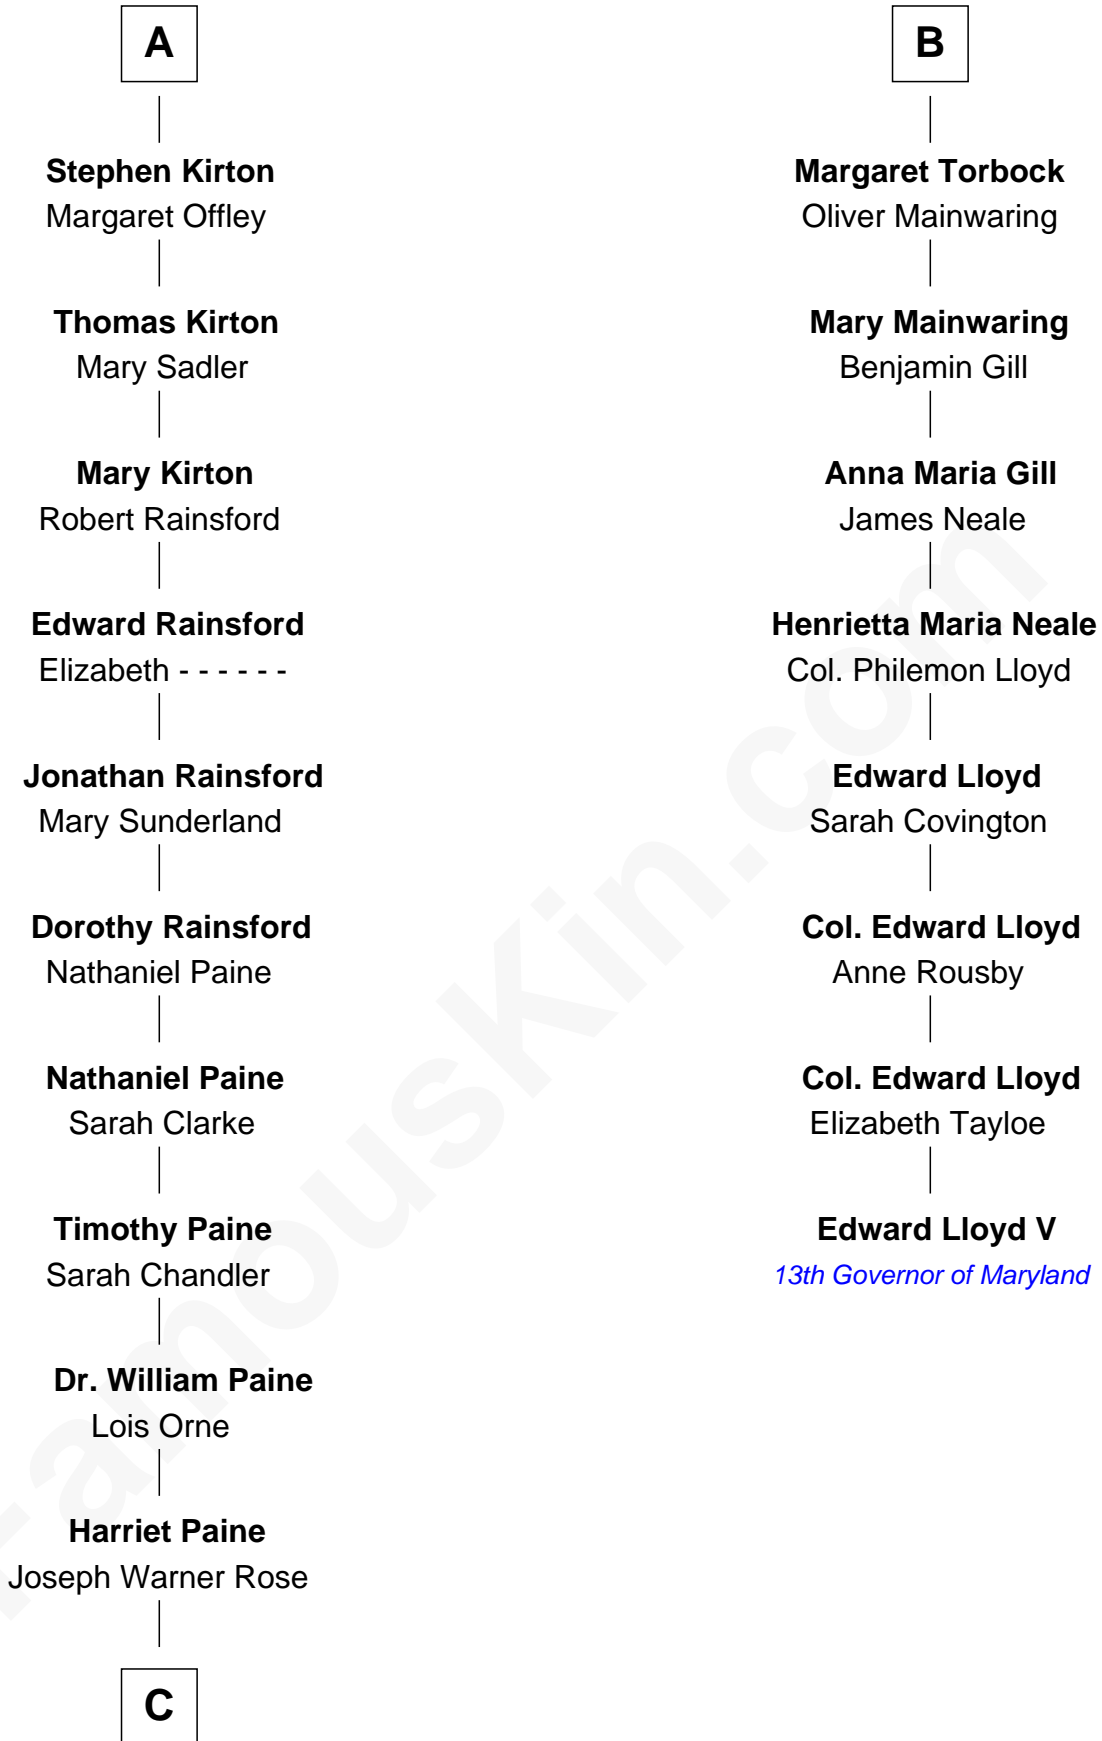 A
Stephen Kirton
Margaret Offley
Thomas Kirton
Mary Sadler
Mary Kirton
Robert Rainsford
Edward Rainsford
Elizabeth - - - - - -
Jonathan Rainsford
Mary Sunderland
Dorothy Rainsford
Nathaniel Paine
Nathaniel Paine
Sarah Clarke
Timothy Paine
Sarah Chandler
Dr. William Paine
Lois Orne
Harriet Paine
Joseph Warner Rose
C
B
Margaret Torbock
Oliver Mainwaring
Mary Mainwaring
Benjamin Gill
Anna Maria Gill
James Neale
Henrietta Maria Neale
Col. Philemon Lloyd
Edward Lloyd
Sarah Covington
Col. Edward Lloyd
Anne Rousby
Col. Edward Lloyd
Elizabeth Tayloe
Edward Lloyd V
13th Governor of Maryland
FamousKin.com